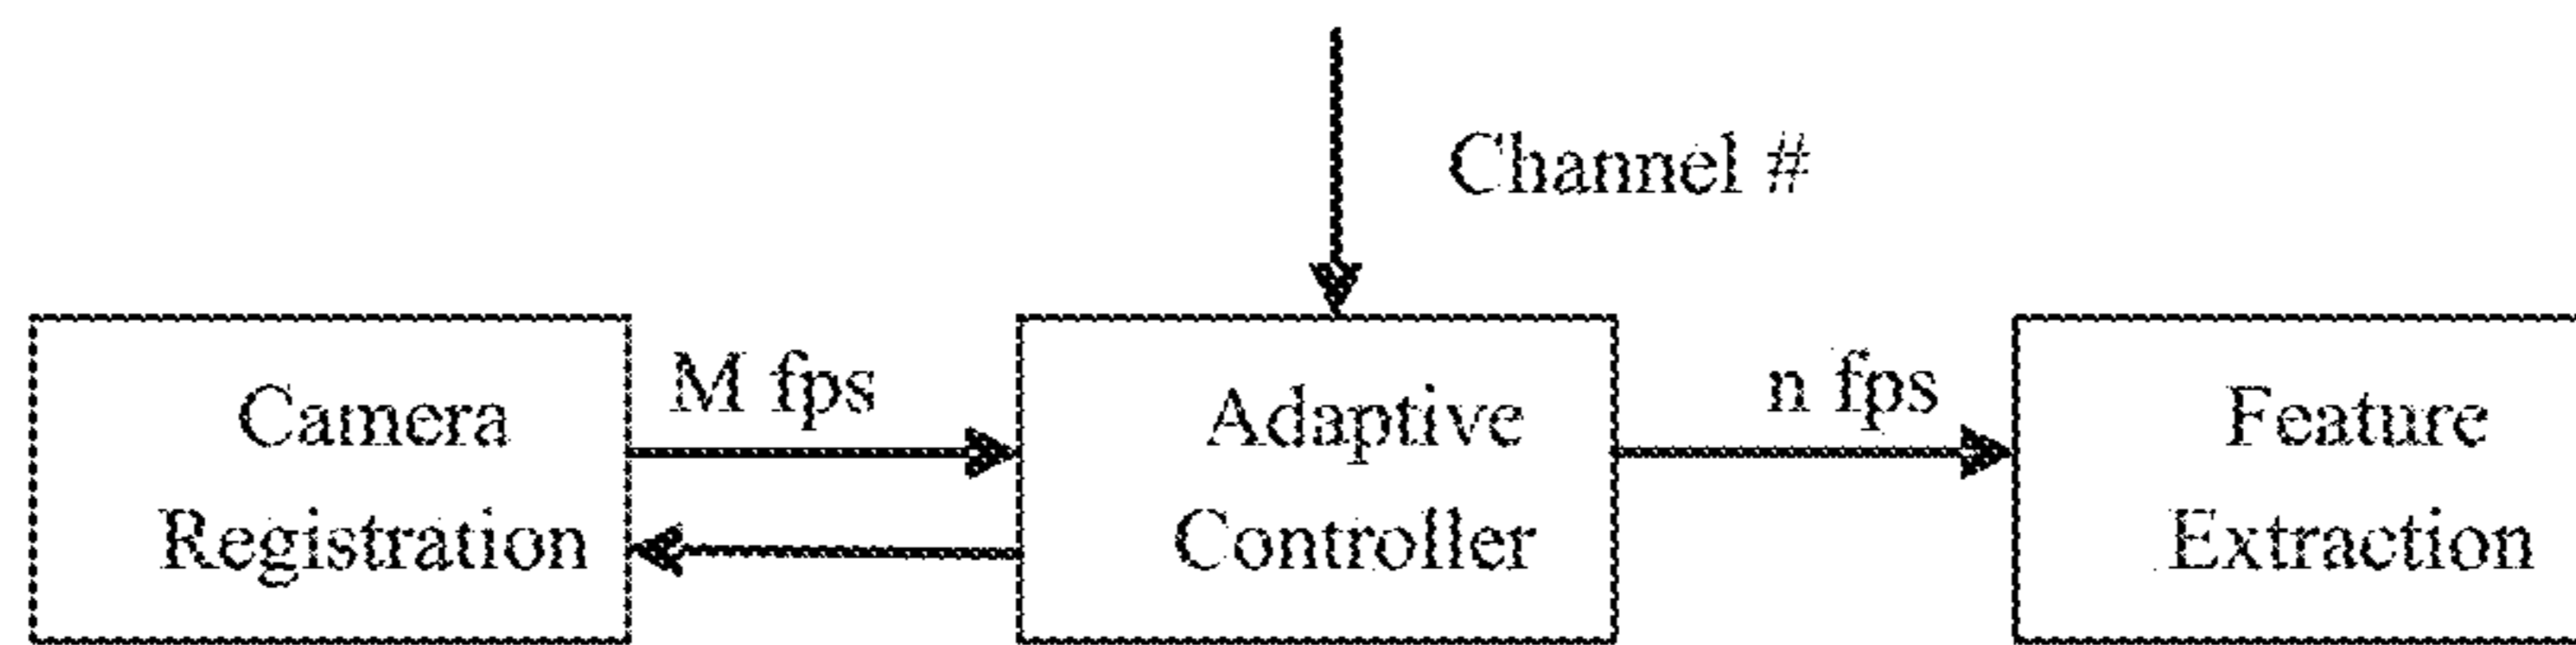 Channel #
Camera
Registration
M fps
Adaptive
Controller
n fps
Feature
Extraction